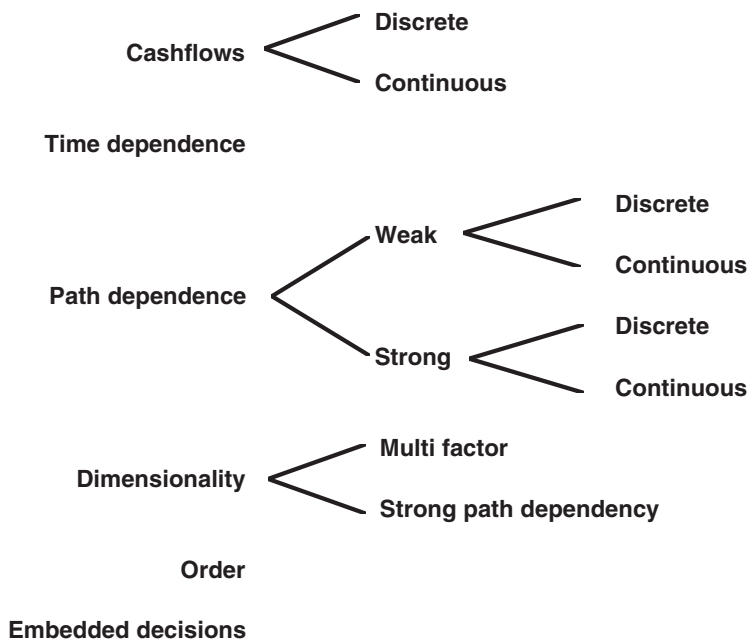 Cashflows
Discrete
Continuous
Time dependence
Path dependence
Weak
Discrete
Continuous
Strong
Discrete
Continuous
Dimensionality
Multi factor
Strong path dependency
Order
Embedded decisions